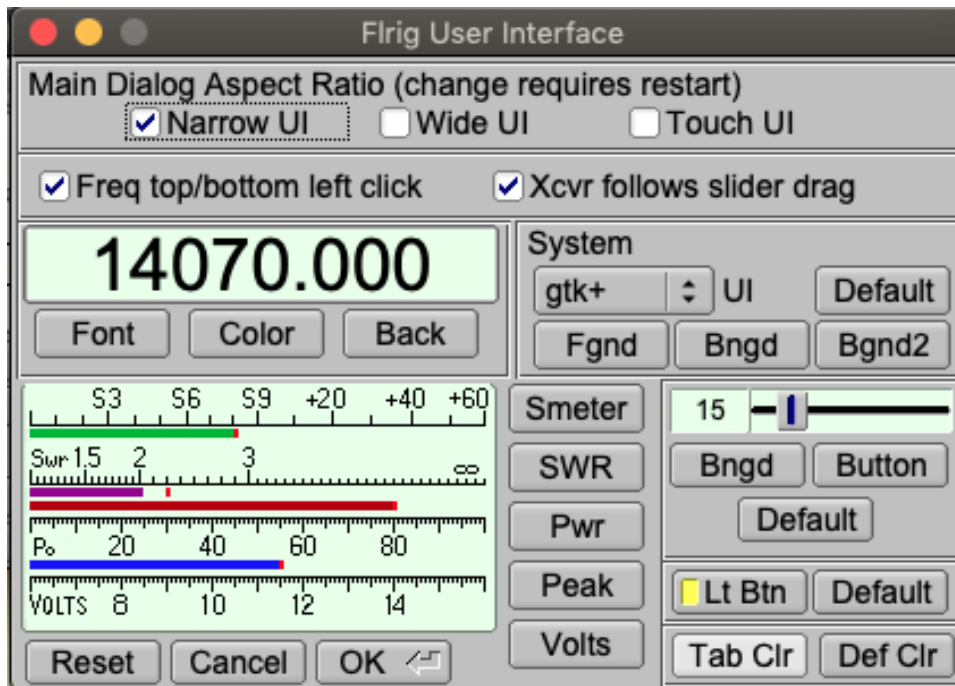 Flrig User Interface
Main Dialog Aspect Ratio (change requires restart)
Narrow UI Wide UI Touch UI
Freq top/bottom left click Xcvr follows slider drag
14070.000
Font Color Back
System
gtk+ UI Default
Fgnd Bngd Bgnd2
S3 S6 S9 +20 +40 +60
Swr 1.5 2 3 ∞
Po 20 40 60 80
VOLTS 8 10 12 14
Smeter
SWR
Pwr
Peak
Volts
15
Bngd Button
Default
Lt Btn Default
Tab Clr Def Clr
Reset Cancel OK